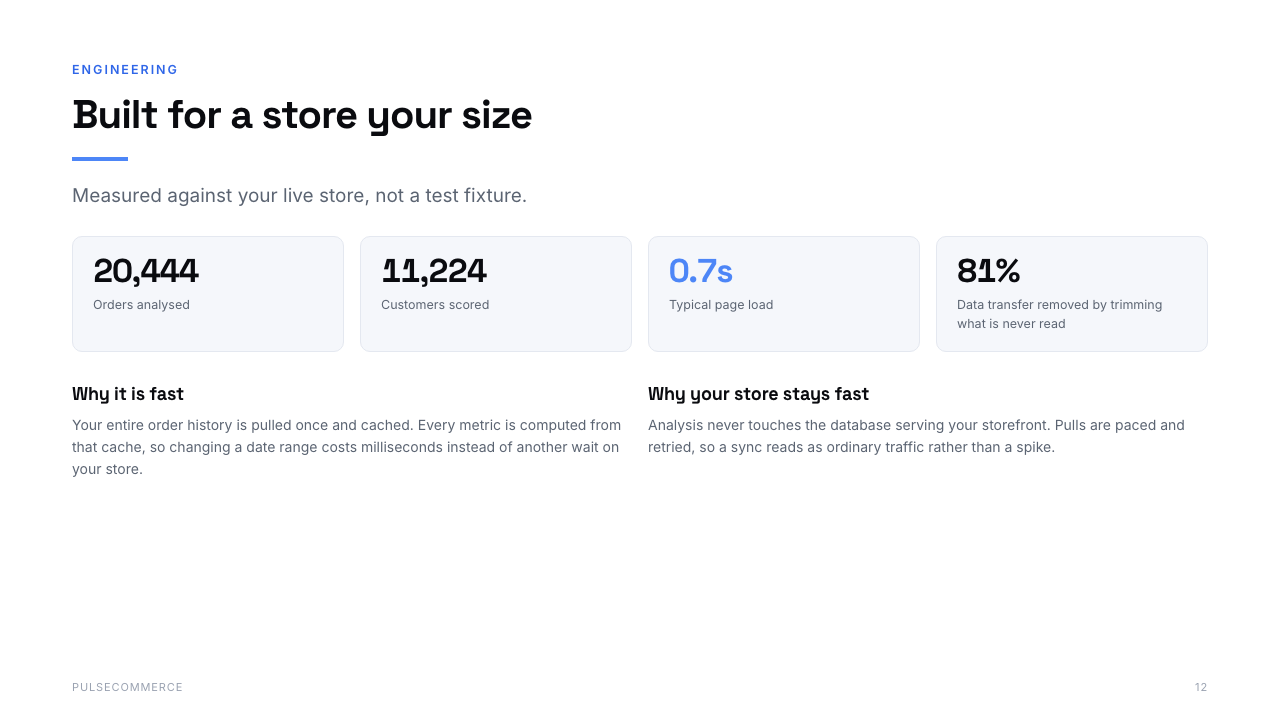 ENGINEERING
Built for a store your size
Measured against your live store, not a test fixture.
20,444
Orders analysed
11,224
Customers scored
0.7s
Typical page load
81%
Data transfer removed by trimming
what is never read
Why it is fast
Your entire order history is pulled once and cached. Every metric is computed from
that cache, so changing a date range costs milliseconds instead of another wait on
your store.
Why your store stays fast
Analysis never touches the database serving your storefront. Pulls are paced and
retried, so a sync reads as ordinary traffic rather than a spike.
PULSECOMMERCE
12